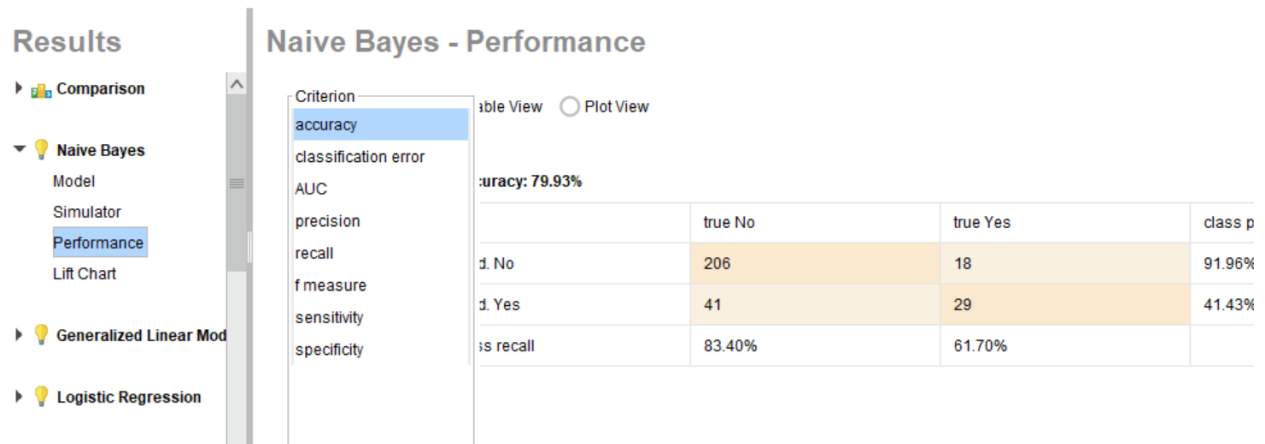 Results
Comparison
Naive Bayes
Model
Simulator
Performance
Lift Chart
Generalized Linear Mod
Logistic Regression
Naive Bayes - Performance
Criterion
accuracy
classification error
AUC
precision
recall
f measure
sensitivity
specificity
able View Plot View
curacy: 79.93%
true No true Yes class p
d. No 206 18 91.96%
d. Yes 41 29 41.43%
ss recall 83.40% 61.70%